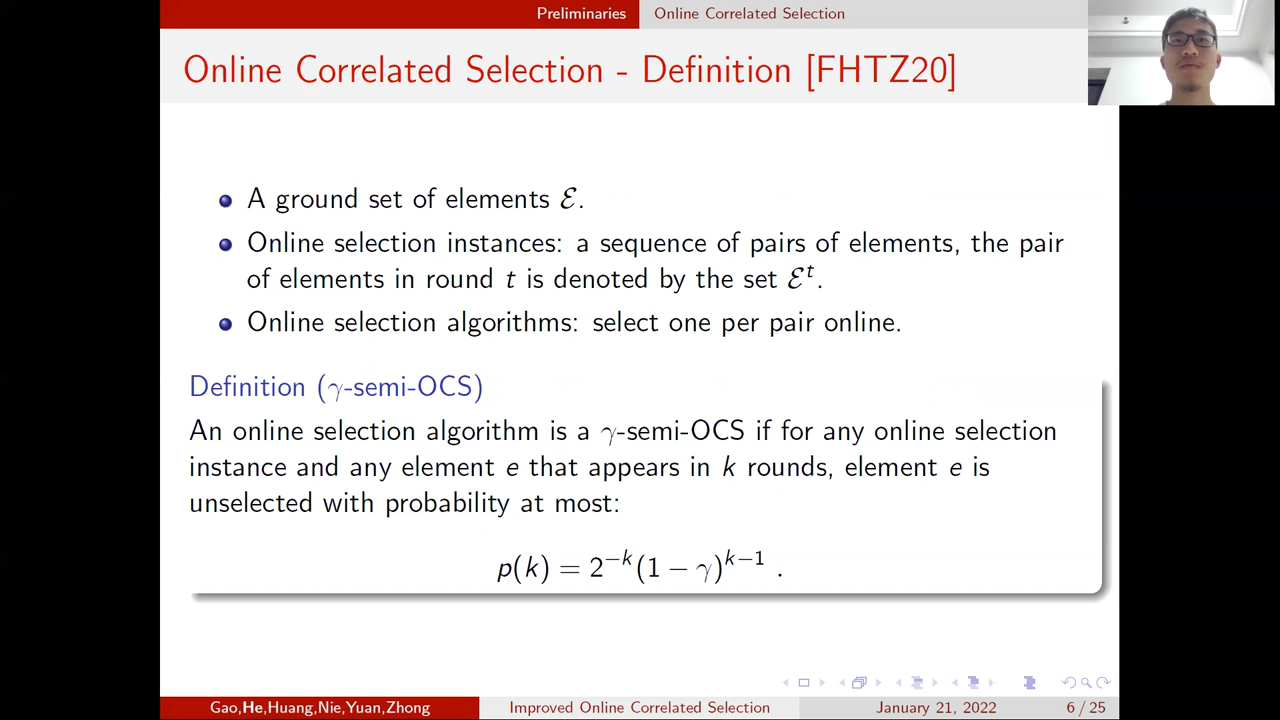 Preliminaries Online Correlated Selection
Online Correlated Selection - Definition [FHTZ20]
A ground set of elements ℰ.
Online selection instances: a sequence of pairs of elements, the pair
of elements in round t is denoted by the set ℰᵗ.
Online selection algorithms: select one per pair online.
Definition (γ-semi-OCS)
An online selection algorithm is a γ-semi-OCS if for any online selection
instance and any element e that appears in k rounds, element e is
unselected with probability at most:
p(k) = 2⁻ᵏ(1 − γ)ᵏ⁻¹ .
Gao,He,Huang,Nie,Yuan,Zhong Improved Online Correlated Selection January 21, 2022 6 / 25